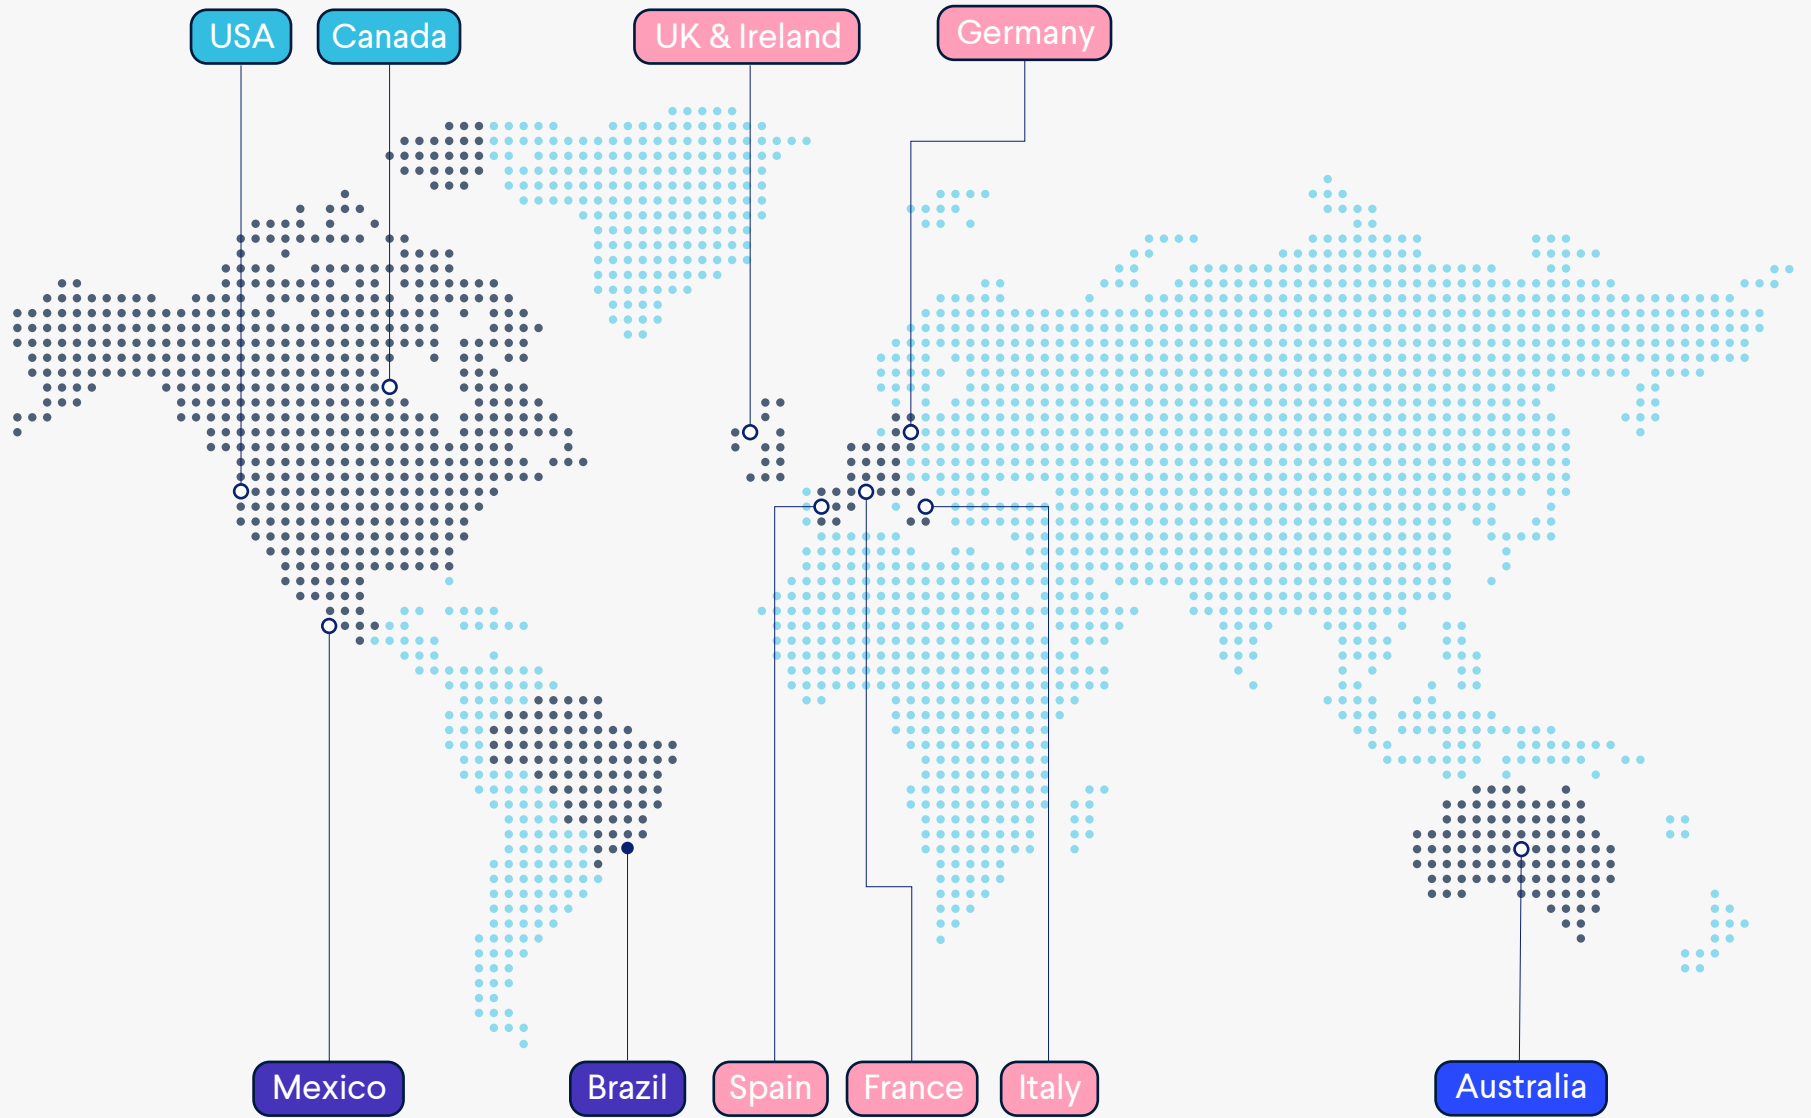 USA
Canada
UK & Ireland
Germany
Mexico
Brazil
Spain
France
Italy
Australia